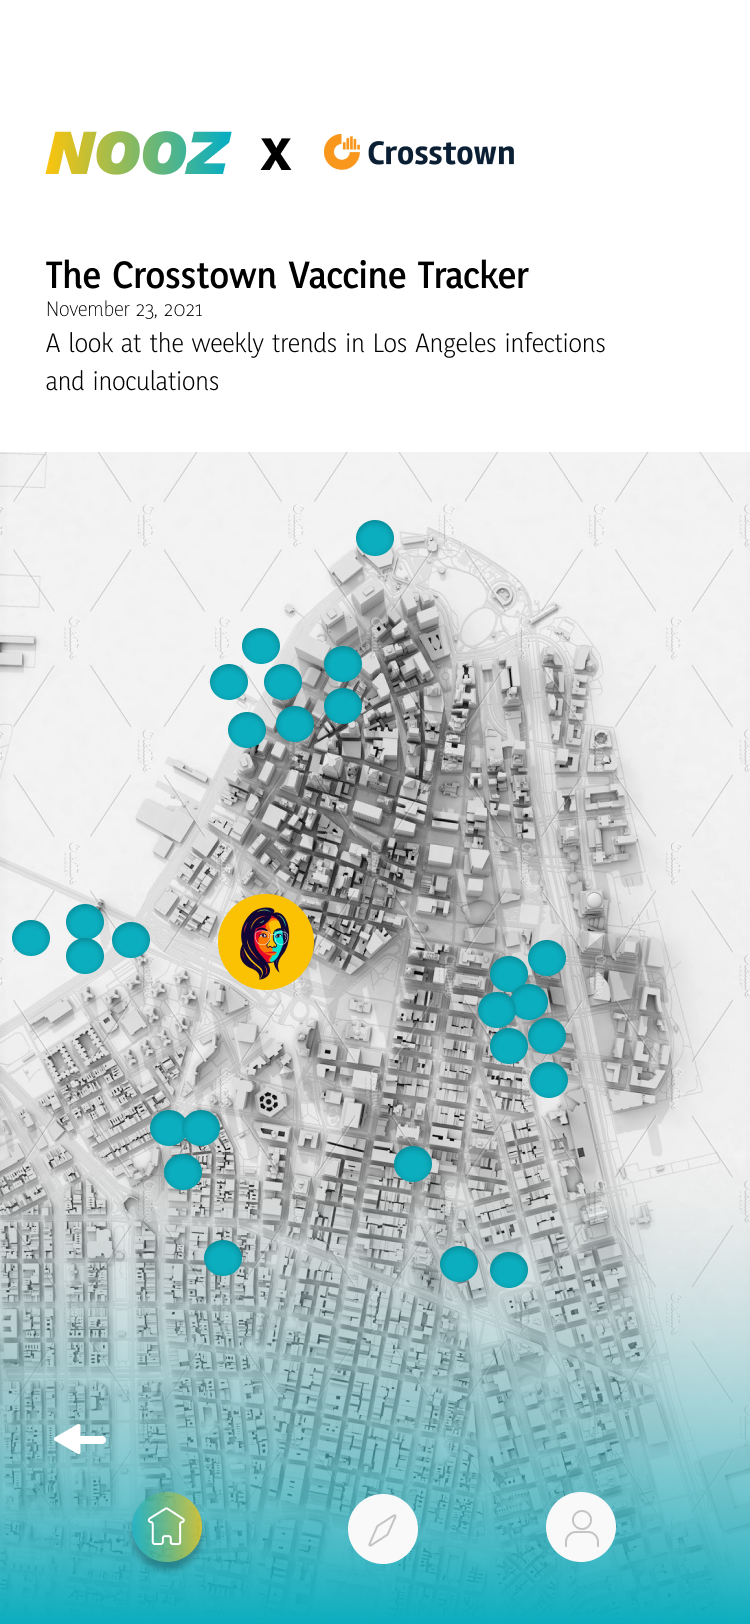 NOOZ X Crosstown
The Crosstown Vaccine Tracker
November 23, 2021
A look at the weekly trends in Los Angeles infections
and inoculations